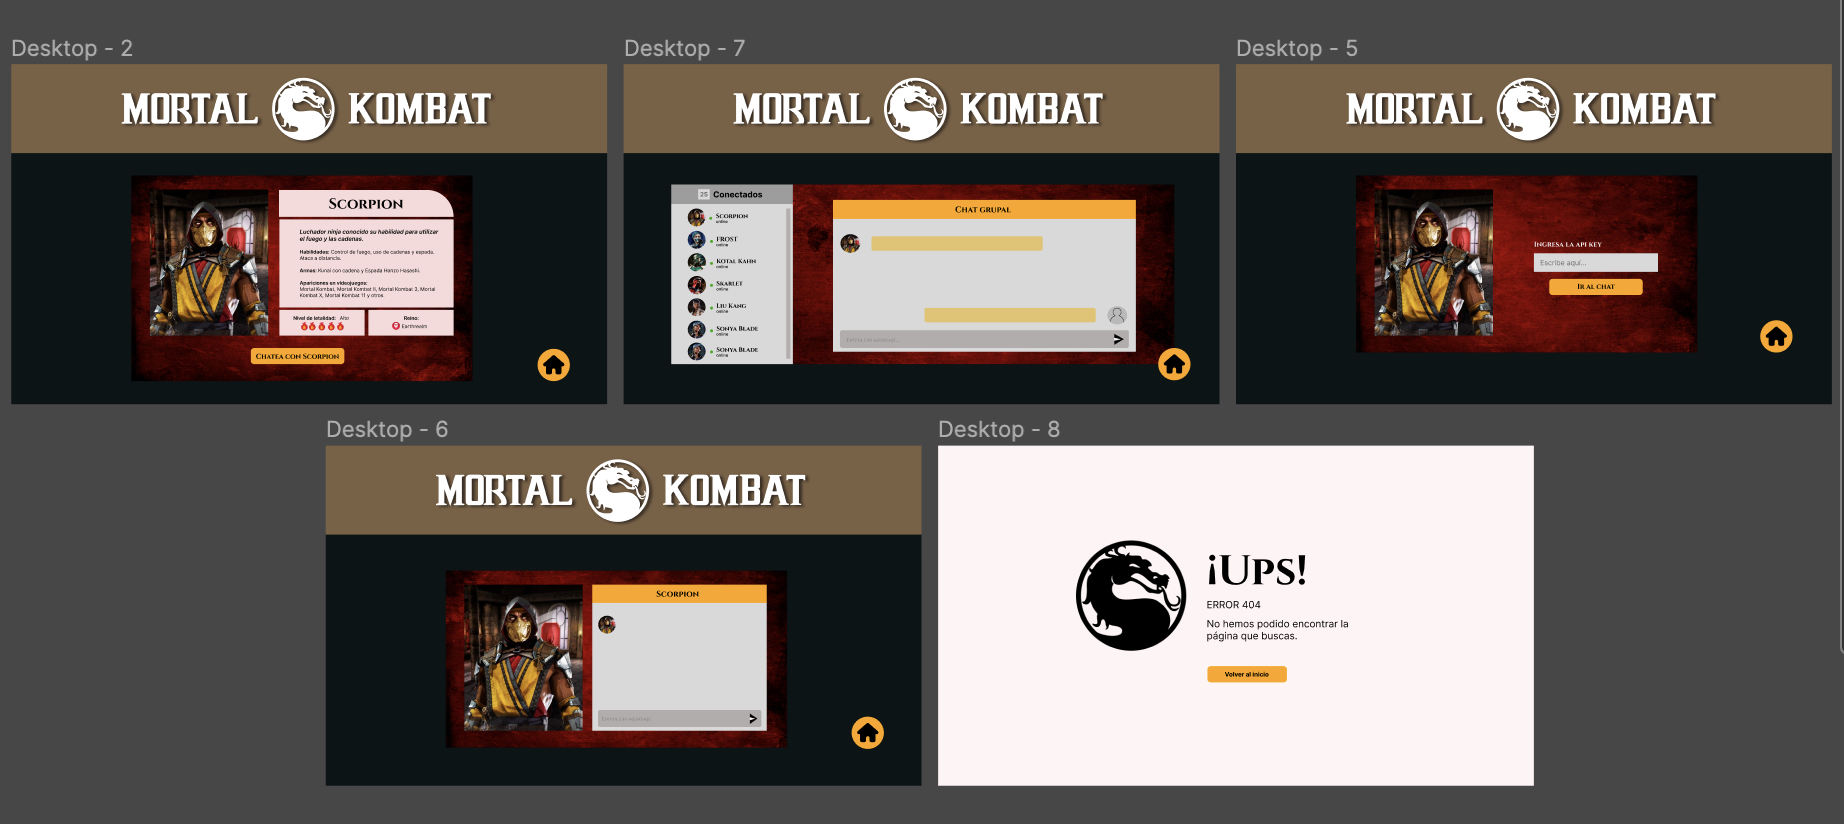 Desktop - 2
MORTAL KOMBAT
Scorpion
Luchador ninja conocido su habilidad para utilizar
el fuego y las cadenas.
Habilidades: Control de fuego, uso de cadenas y espada.
Ataca a distancia.
Armas: Kunai con cadena y Espada Hanzo Hasashi.
Apariciones en videojuegos:
Mortal Kombat, Mortal Kombat II, Mortal Kombat 3, Mortal
Kombat X, Mortal Kombat 11 y otros.
Nivel de letalidad: Alto
Reino:
Earthrealm
Chatea con Scorpion
Desktop - 7
MORTAL KOMBAT
25 Conectados
Scorpion
online
Frost
online
Kotal Kahn
online
Skarlet
online
Liu Kang
online
Sonya Blade
online
Sonya Blade
online
Chat grupal
Envía un mensaje...
Desktop - 5
MORTAL KOMBAT
Ingresa la api key
Escribe aquí...
Ir al chat
Desktop - 6
MORTAL KOMBAT
Scorpion
Envía un mensaje...
Desktop - 8
¡Ups!
ERROR 404
No hemos podido encontrar la
página que buscas.
Volver al inicio